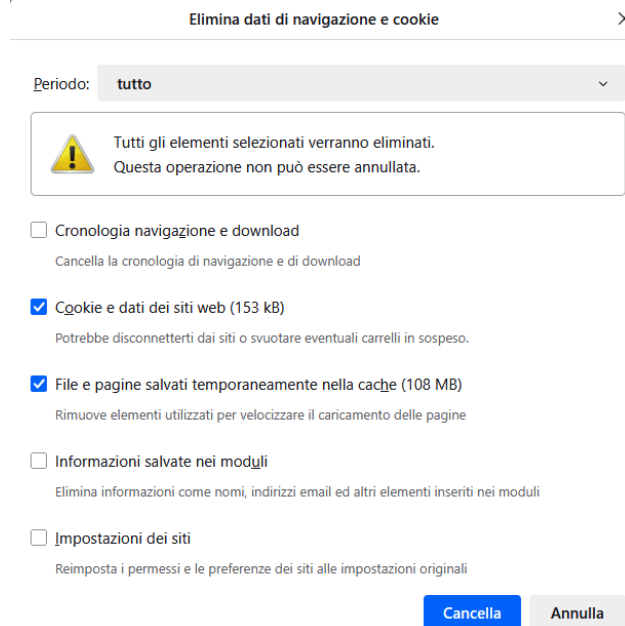 Elimina dati di navigazione e cookie
Periodo: tutto
Tutti gli elementi selezionati verranno eliminati.
Questa operazione non può essere annullata.
Cronologia navigazione e download
Cancella la cronologia di navigazione e di download
Cookie e dati dei siti web (153 kB)
Potrebbe disconnetterti dai siti o svuotare eventuali carrelli in sospeso.
File e pagine salvati temporaneamente nella cache (108 MB)
Rimuove elementi utilizzati per velocizzare il caricamento delle pagine
Informazioni salvate nei moduli
Elimina informazioni come nomi, indirizzi email ed altri elementi inseriti nei moduli
Impostazioni dei siti
Reimposta i permessi e le preferenze dei siti alle impostazioni originali
Cancella Annulla